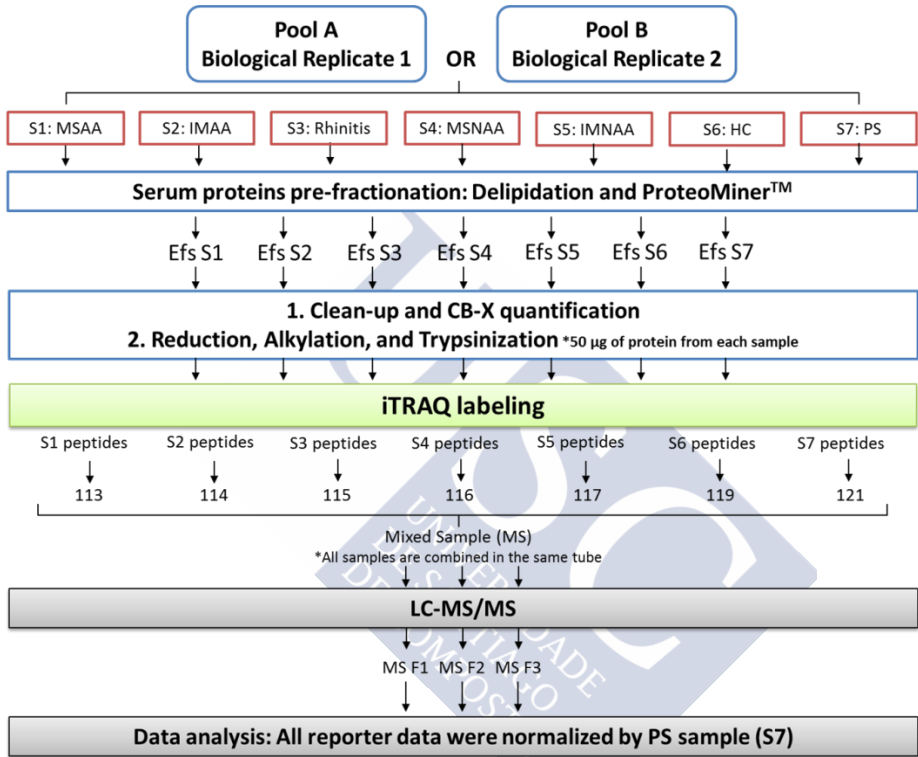 Pool A
Biological Replicate 1
OR
Pool B
Biological Replicate 2
S1: MSAA
S2: IMAA
S3: Rhinitis
S4: MSNAA
S5: IMNAA
S6: HC
S7: PS
Serum proteins pre-fractionation: Delipidation and ProteoMiner™
Efs S1
Efs S2
Efs S3
Efs S4
Efs S5
Efs S6
Efs S7
1. Clean-up and CB-X quantification
2. Reduction, Alkylation, and Trypsinization *50 µg of protein from each sample
iTRAQ labeling
S1 peptides
S2 peptides
S3 peptides
S4 peptides
S5 peptides
S6 peptides
S7 peptides
113
114
115
116
117
119
121
Mixed Sample (MS)
*All samples are combined in the same tube
LC-MS/MS
MS F1
MS F2
MS F3
Data analysis: All reporter data were normalized by PS sample (S7)
USC